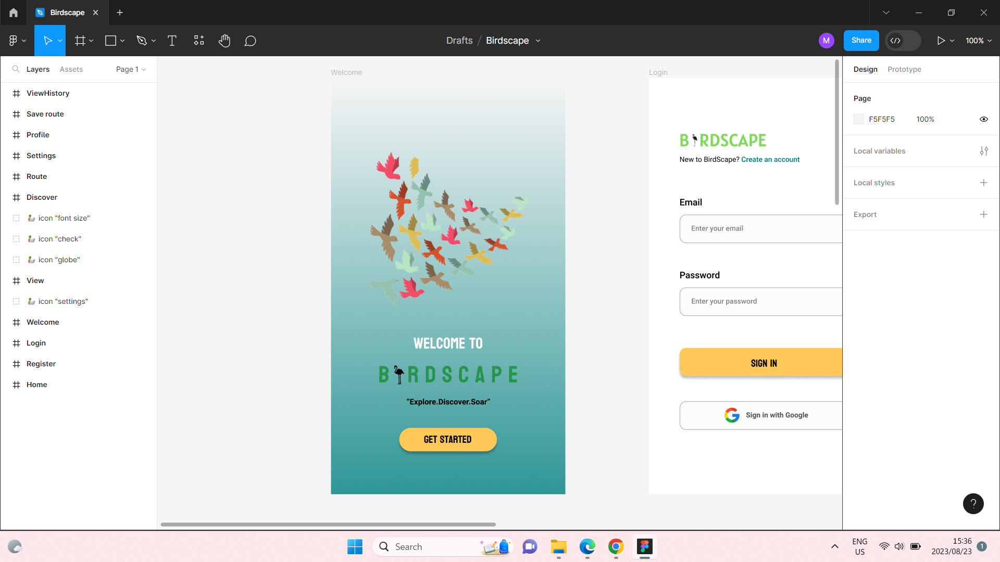 Birdscape
Drafts / Birdscape
M
Share
100%
Layers
Assets
Page 1
ViewHistory
Save route
Profile
Settings
Route
Discover
icon "font size"
icon "check"
icon "globe"
View
icon "settings"
Welcome
Login
Register
Home
Welcome
WELCOME TO
B RDSCAPE
“Explore.Discover.Soar”
GET STARTED
Login
B RDSCAPE
New to BirdScape? Create an account
Email
Enter your email
Password
Enter your password
SIGN IN
Sign in with Google
Design
Prototype
Page
F5F5F5
100%
Local variables
Local styles
Export
?
Search
ENG
US
15:36
2023/08/23
1